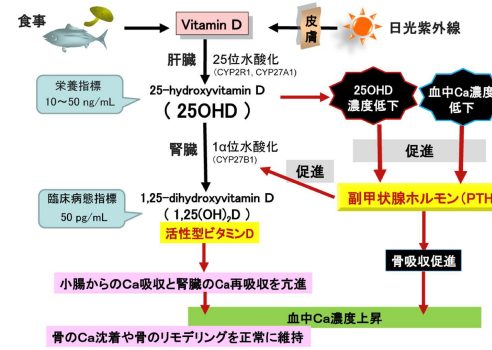 食事
Vitamin D
皮膚
日光紫外線
肝臓
25位水酸化
(CYP2R1, CYP27A1)
栄養指標
10～50 ng/mL
25-hydroxyvitamin D
( 25OHD )
25OHD
濃度低下
血中Ca濃度
低下
腎臓
1α位水酸化
(CYP27B1)
促進
促進
臨床病態指標
50 pg/mL
1,25-dihydroxyvitamin D
( 1,25(OH)₂D )
活性型ビタミンD
副甲状腺ホルモン(PTH
骨吸収促進
小腸からのCa吸収と腎臓のCa再吸収を亢進
血中Ca濃度上昇
骨のCa沈着や骨のリモデリングを正常に維持